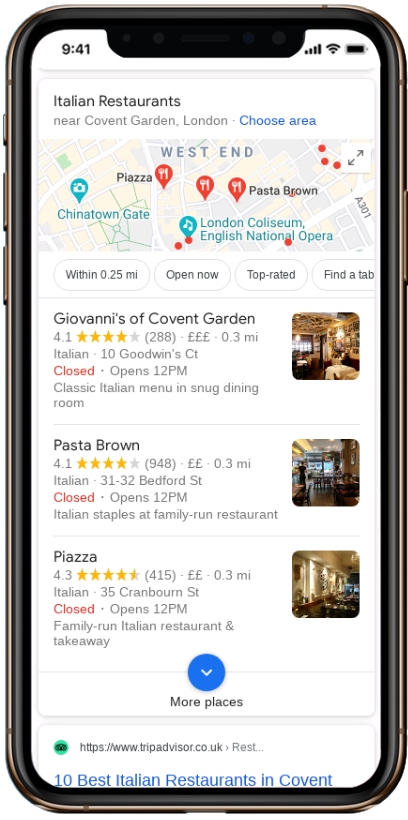 9:41
Italian Restaurants
near Covent Garden, London · Choose area
WEST END
Piazza
Pasta Brown
Chinatown Gate
London Coliseum,
English National Opera
A301
Within 0.25 mi
Open now
Top-rated
Find a tab
Giovanni's of Covent Garden
4.1 (288) · £££ · 0.3 mi
Italian · 10 Goodwin's Ct
Closed · Opens 12PM
Classic Italian menu in snug dining
room
Pasta Brown
4.1 (948) · ££ · 0.3 mi
Italian · 31-32 Bedford St
Closed · Opens 12PM
Italian staples at family-run restaurant
Piazza
4.3 (415) · ££ · 0.3 mi
Italian · 35 Cranbourn St
Closed · Opens 12PM
Family-run Italian restaurant &
takeaway
More places
https://www.tripadvisor.co.uk › Rest...
10 Best Italian Restaurants in Covent